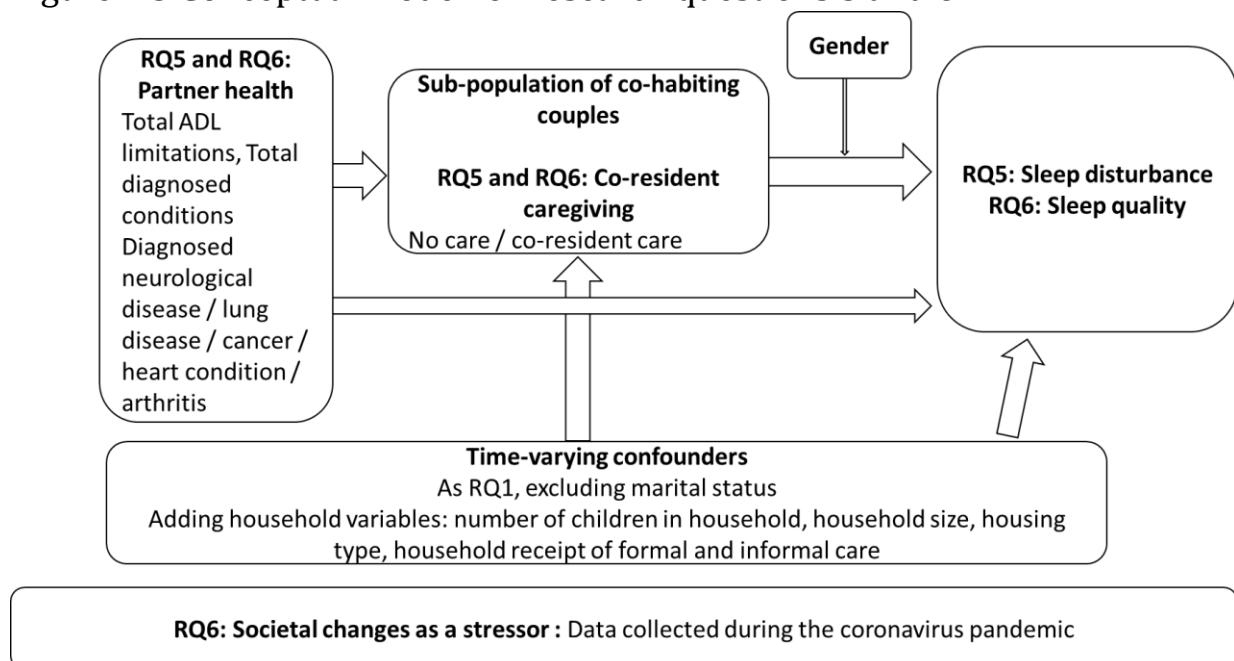 Gender
RQ5 and RQ6:
Partner health
Total ADL
limitations, Total
diagnosed
conditions
Diagnosed
neurological
disease / lung
disease / cancer /
heart condition /
arthritis
Sub-population of co-habiting
couples
RQ5 and RQ6: Co-resident
caregiving
No care / co-resident care
RQ5: Sleep disturbance
RQ6: Sleep quality
Time-varying confounders
As RQ1, excluding marital status
Adding household variables: number of children in household, household size, housing
type, household receipt of formal and informal care
RQ6: Societal changes as a stressor : Data collected during the coronavirus pandemic